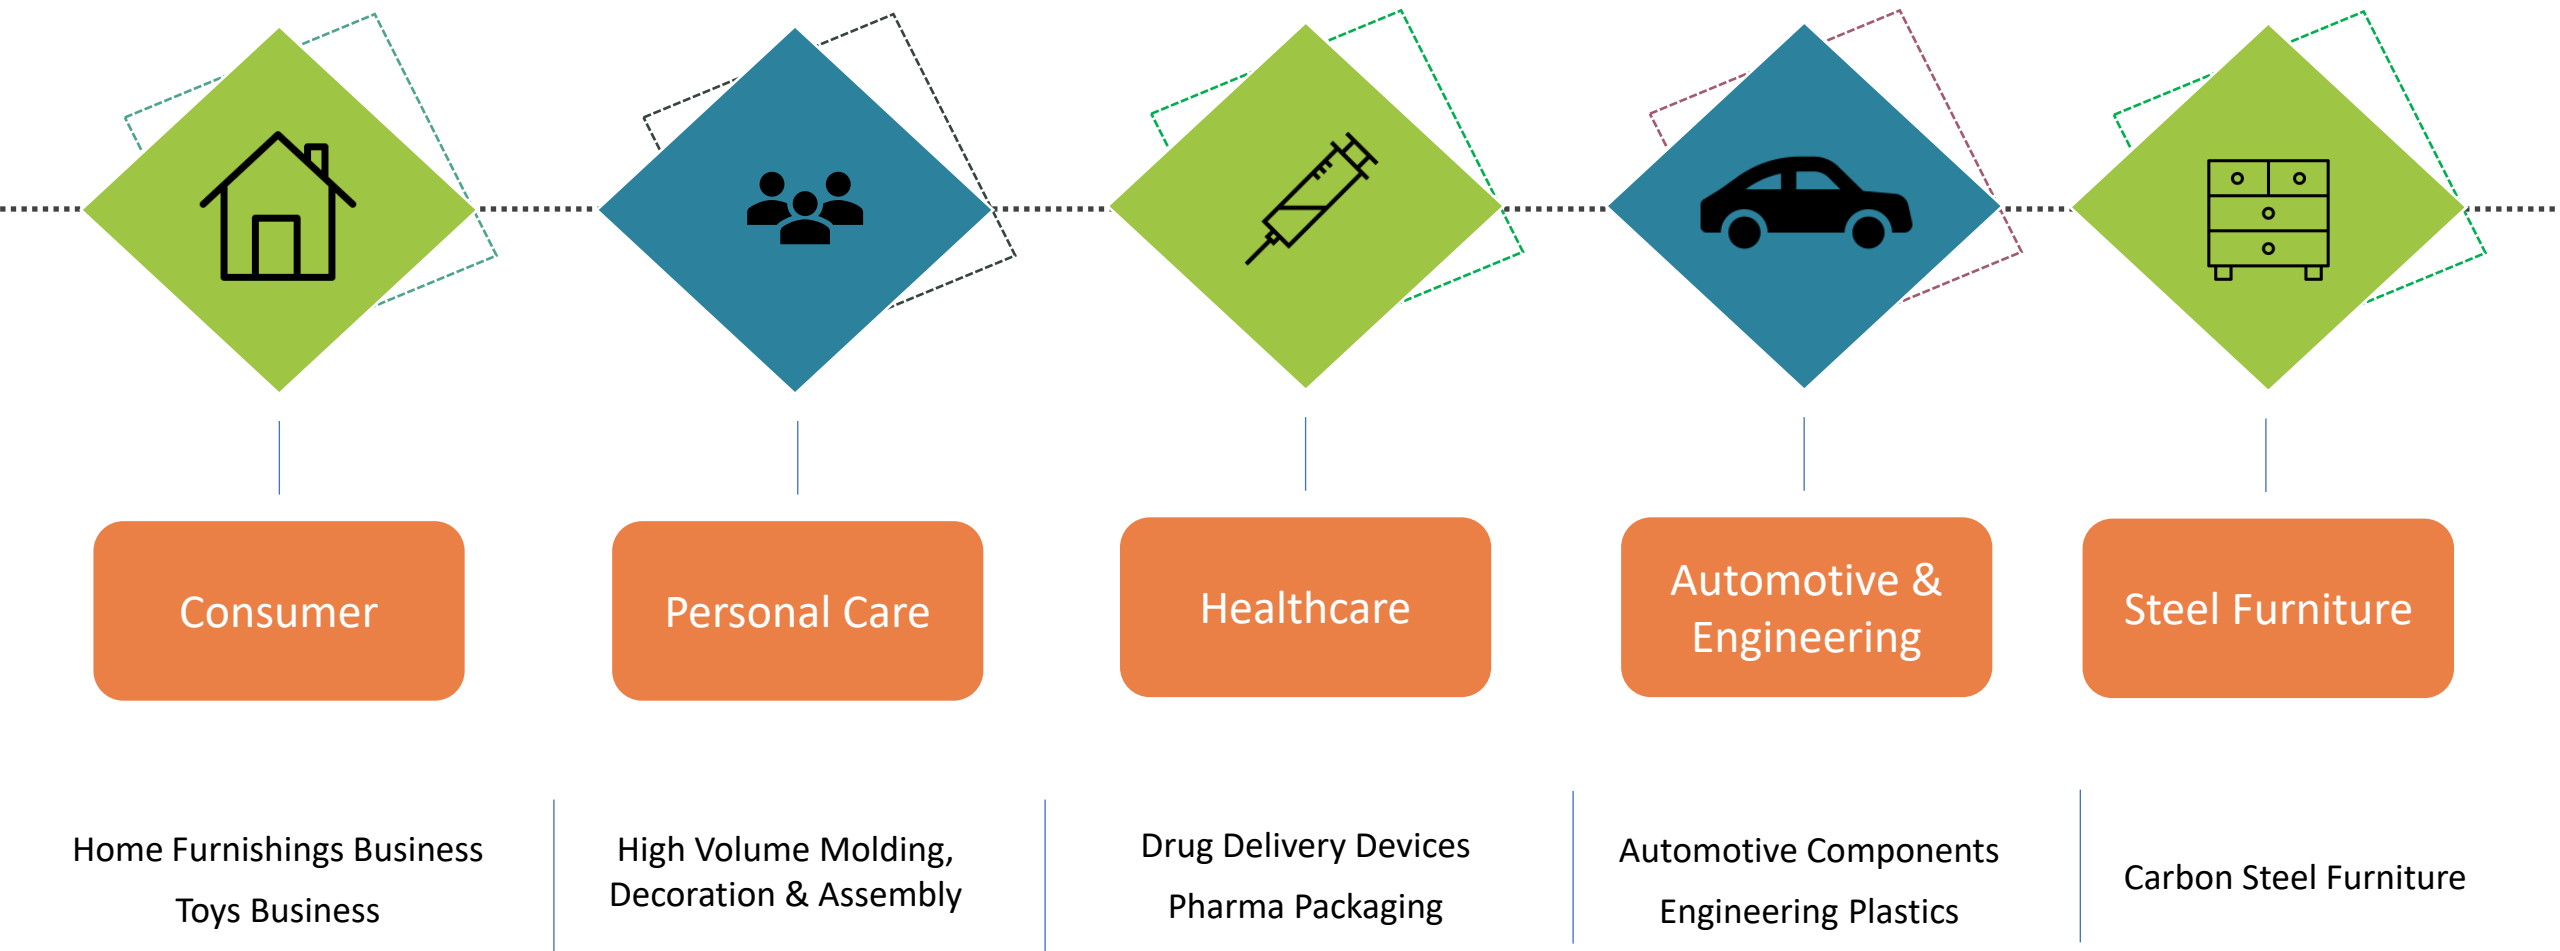 Consumer
Personal Care
Healthcare
Automotive &
Engineering
Steel Furniture
Home Furnishings Business
Toys Business
High Volume Molding,
Decoration & Assembly
Drug Delivery Devices
Pharma Packaging
Automotive Components
Engineering Plastics
Carbon Steel Furniture